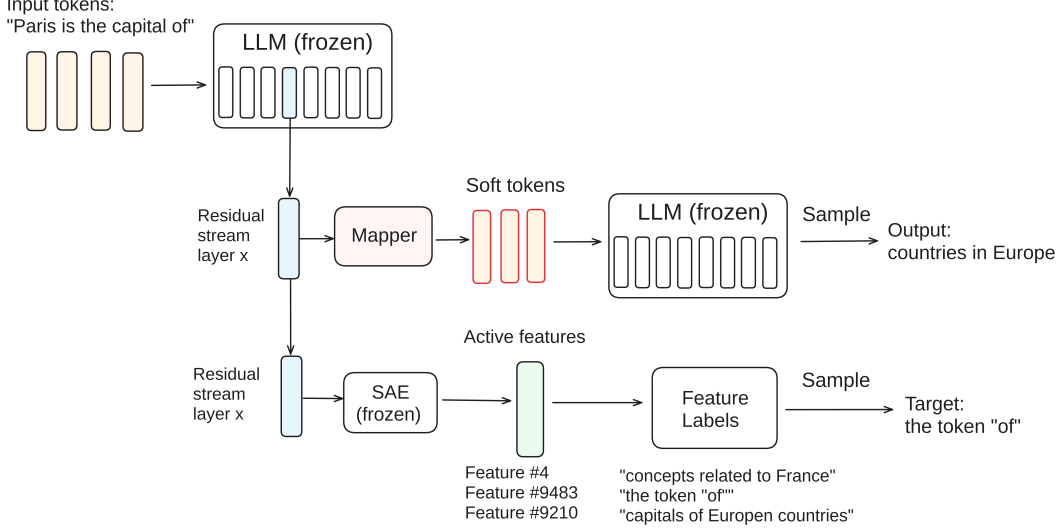 Input tokens:
"Paris is the capital of"
LLM (frozen)
Residual
stream
layer x
Mapper
Soft tokens
LLM (frozen)
Sample
Output:
countries in Europe
Residual
stream
layer x
SAE
(frozen)
Active features
Feature #4
Feature #9483
Feature #9210
Feature
Labels
"concepts related to France"
"the token "of""
"capitals of Europen countries"
Sample
Target:
the token "of"